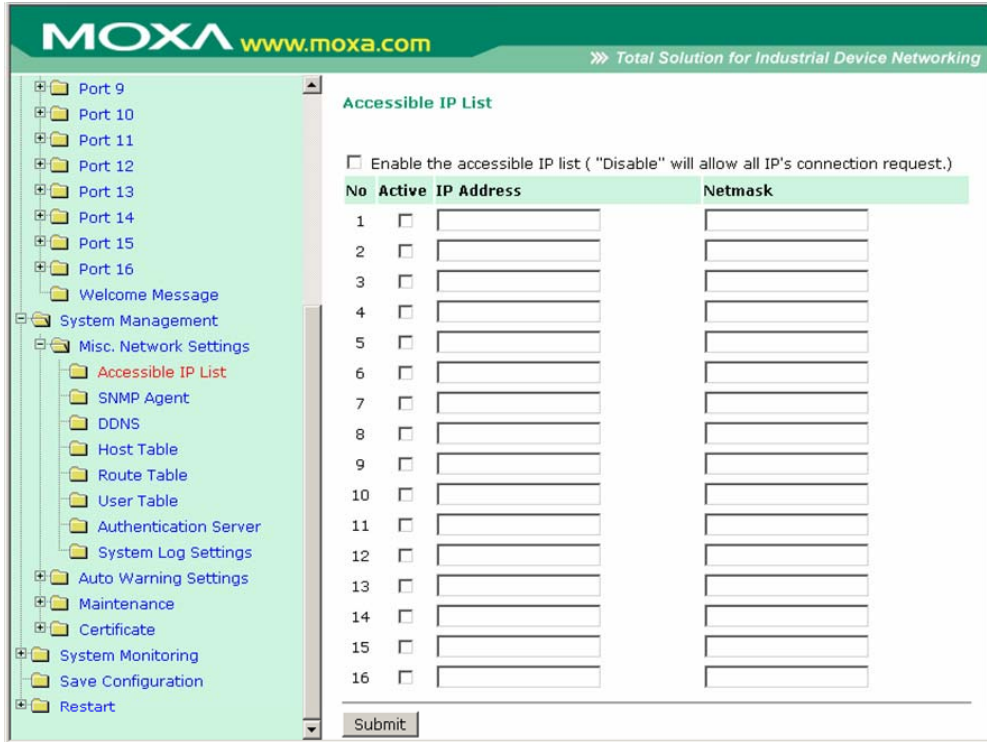 MOXA www.moxa.com
Total Solution for Industrial Device Networking
Port 9
Port 10
Port 11
Port 12
Port 13
Port 14
Port 15
Port 16
Welcome Message
System Management
Misc. Network Settings
Accessible IP List
SNMP Agent
DDNS
Host Table
Route Table
User Table
Authentication Server
System Log Settings
Auto Warning Settings
Maintenance
Certificate
System Monitoring
Save Configuration
Restart
Accessible IP List
Enable the accessible IP list ( "Disable" will allow all IP's connection request.)
No Active IP Address Netmask
1
2
3
4
5
6
7
8
9
10
11
12
13
14
15
16
Submit